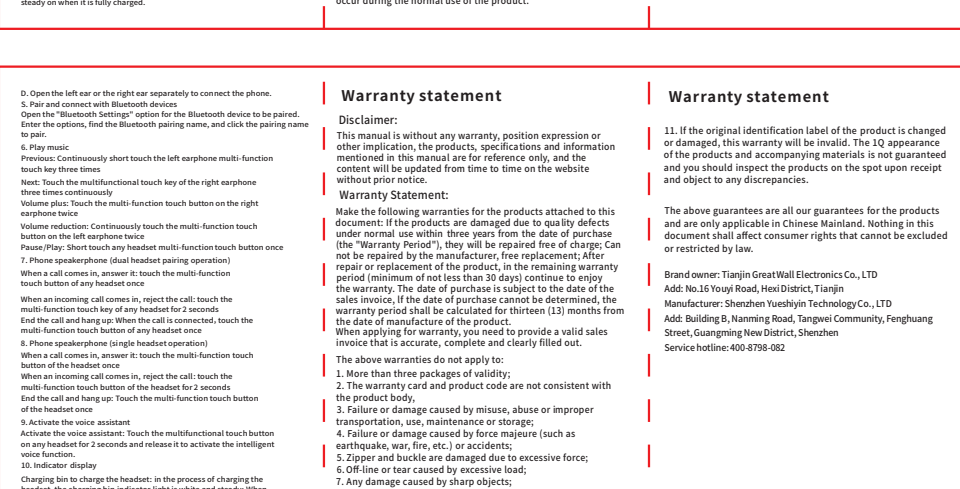 steady on when it is fully charged.
D. Open the left ear or the right ear separately to connect the phone.
S. Pair and connect with Bluetooth devices
Open the "Bluetooth Settings" option for the Bluetooth device to be paired.
Enter the options, find the Bluetooth pairing name, and click the pairing name
to pair.
6. Play music
Previous: Continuously short touch the left earphone multi-function
touch key three times
Next: Touch the multifunctional touch key of the right earphone
three times continuously
Volume plus: Touch the multi-function touch button on the right
earphone twice
Volume reduction: Continuously touch the multi-function touch
button on the left earphone twice
Pause/Play: Short touch any headset multi-function touch button once
7. Phone speakerphone (dual headset pairing operation)
When a call comes in, answer it: touch the multi-function
touch button of any headset once
When an incoming call comes in, reject the call: touch the
multi-function touch key of any headset for 2 seconds
End the call and hang up: When the call is connected, touch the
multi-function touch button of any headset once
8. Phone speakerphone (single headset operation)
When a call comes in, answer it: touch the multi-function touch
button of the headset once
When an incoming call comes in, reject the call: touch the
multi-function touch button of the headset for 2 seconds
End the call and hang up: Touch the multi-function touch button
of the headset once
9. Activate the voice assistant
Activate the voice assistant: Touch the multifunctional touch button
on any headset for 2 seconds and release it to activate the intelligent
voice function.
10. Indicator display
Charging bin to charge the headset: in the process of charging the
headset, the charging bin indicator light is white and steady; When
occur during the normal use of the product.
Warranty statement
Disclaimer:
This manual is without any warranty, position expression or
other implication, the products, specifications and information
mentioned in this manual are for reference only, and the
content will be updated from time to time on the website
without prior notice.
Warranty Statement:
Make the following warranties for the products attached to this
document: If the products are damaged due to quality defects
under normal use within three years from the date of purchase
(the "Warranty Period"), they will be repaired free of charge; Can
not be repaired by the manufacturer, free replacement; After
repair or replacement of the product, in the remaining warranty
period (minimum of not less than 30 days) continue to enjoy
the warranty. The date of purchase is subject to the date of the
sales invoice, lf the date of purchase cannot be determined, the
warranty period shall be calculated for thirteen (13) months from
the date of manufacture of the product.
When applying for warranty, you need to provide a valid sales
invoice that is accurate, complete and clearly filled out.
The above warranties do not apply to:
1. More than three packages of validity;
2. The warranty card and product code are not consistent with
the product body,
3. Failure or damage caused by misuse, abuse or improper
transportation, use, maintenance or storage;
4. Failure or damage caused by force majeure (such as
earthquake, war, fire, etc.) or accidents;
5. Zipper and buckle are damaged due to excessive force;
6. Off-line or tear caused by excessive load;
7. Any damage caused by sharp objects;
Warranty statement
11. lf the original identification label of the product is changed
or damaged, this warranty will be invalid. The 1Q appearance
of the products and accompanying materials is not guaranteed
and you should inspect the products on the spot upon receipt
and object to any discrepancies.
The above guarantees are all our guarantees for the products
and are only applicable in Chinese Mainland. Nothing in this
document shall affect consumer rights that cannot be excluded
or restricted by law.
Brand owner: Tianjin Great Wall Electronics Co., LTD
Add: No.16 Youyi Road, Hexi District, Tianjin
Manufacturer: Shenzhen Yueshiyin Technology Co., LTD
Add: Building B, Nanming Road, Tangwei Community, Fenghuang
Street, Guangming New District, Shenzhen
Service hotline: 400-8798-082